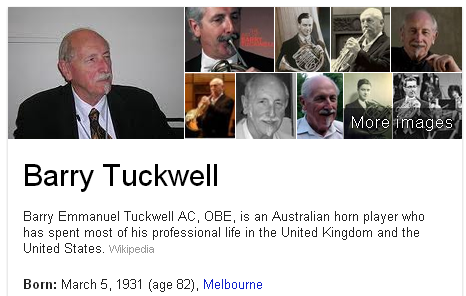 More images
Barry Tuckwell
Barry Emmanuel Tuckwell AC, OBE, is an Australian horn player who
has spent most of his professional life in the United Kingdom and the
United States. Wikipedia
Born: March 5, 1931 (age 82), Melbourne